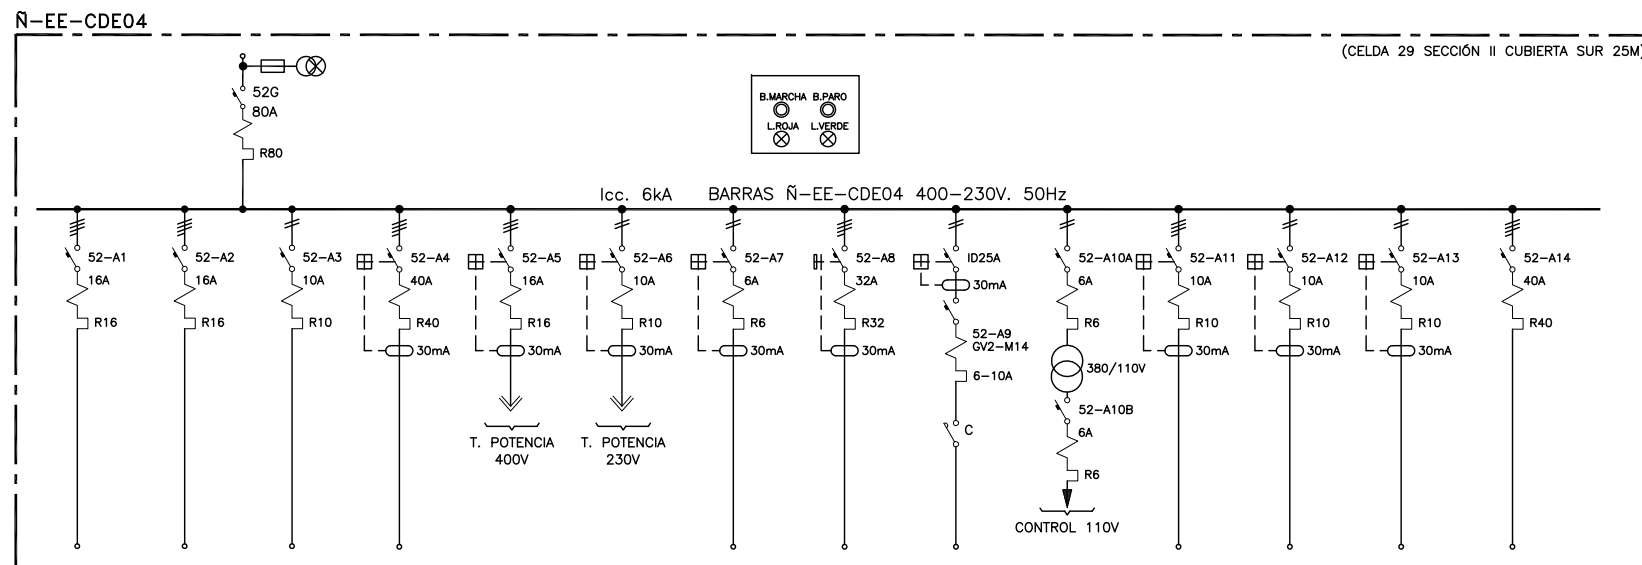 Ñ-EE-CDE04
(CELDA 29 SECCIÓN II CUBIERTA SUR 25M)
52G
80A
R80
B.MARCHA B.PARO
L.ROJA L.VERDE
Icc. 6kA BARRAS Ñ-EE-CDE04 400-230V. 50Hz
52-A1
16A
R16
52-A2
16A
R16
52-A3
10A
R10
52-A4
40A
R40
30mA
52-A5
16A
R16
30mA
T. POTENCIA
400V
52-A6
10A
R10
30mA
T. POTENCIA
230V
52-A7
6A
R6
30mA
52-A8
32A
R32
30mA
ID25A
30mA
52-A9
GV2-M14
6-10A
C
52-A10A
6A
R6
380/110V
52-A10B
6A
R6
CONTROL 110V
52-A11
10A
R10
30mA
52-A12
10A
R10
30mA
52-A13
10A
R10
30mA
52-A14
40A
R40